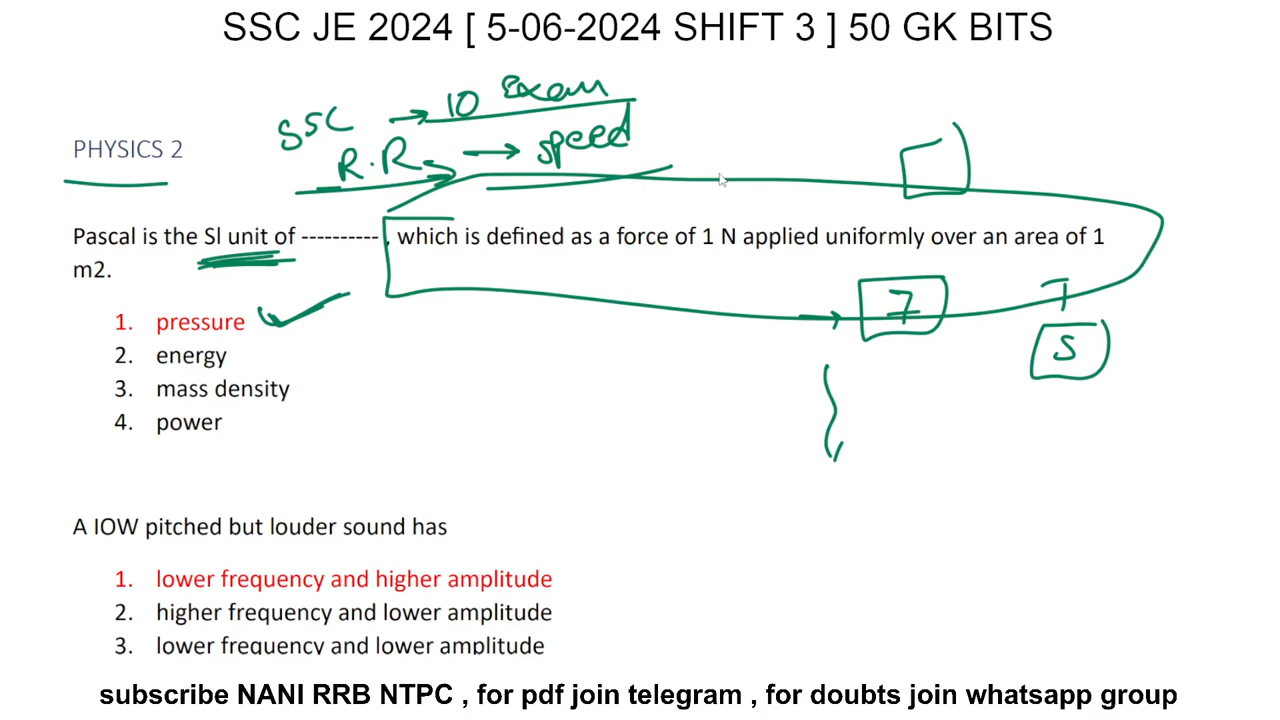 SSC JE 2024 [ 5-06-2024 SHIFT 3 ] 50 GK BITS
SSC → 10 Exam
PHYSICS 2
R.RS → speed
Pascal is the Sl unit of ----------, which is defined as a force of 1 N applied uniformly over an area of 1
m2.
7
1. pressure
S
2. energy
3. mass density
4. power
A IOW pitched but louder sound has
1. lower frequency and higher amplitude
2. higher frequency and lower amplitude
3. lower frequency and lower amplitude
subscribe NANI RRB NTPC , for pdf join telegram , for doubts join whatsapp group